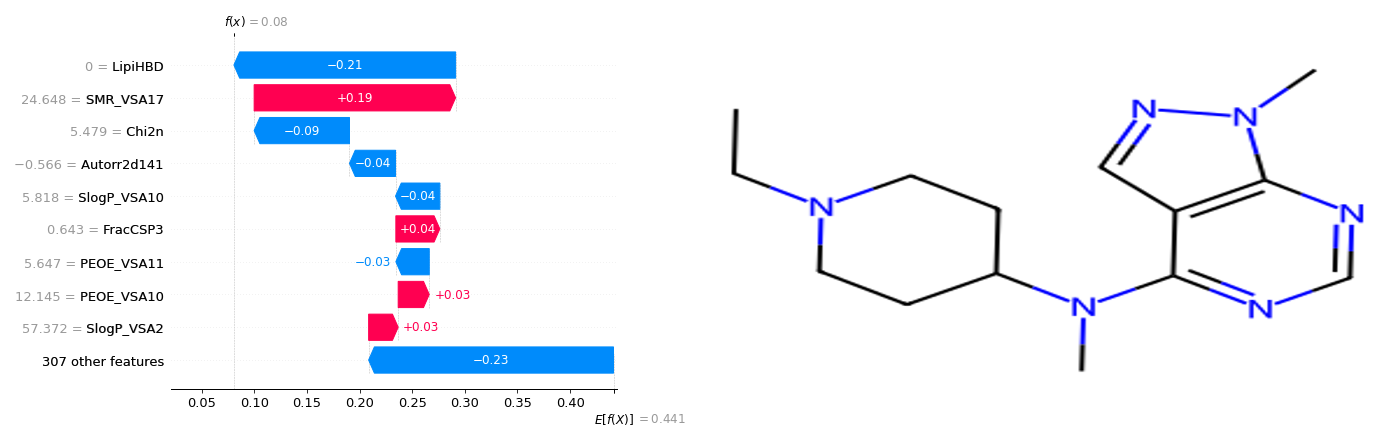 f(x) = 0.08
0 = LipiHBD
−0.21
24.648 = SMR_VSA17
+0.19
5.479 = Chi2n
−0.09
−0.566 = Autorr2d141
−0.04
5.818 = SlogP_VSA10
−0.04
0.643 = FracCSP3
+0.04
5.647 = PEOE_VSA11
−0.03
12.145 = PEOE_VSA10
+0.03
57.372 = SlogP_VSA2
+0.03
307 other features
−0.23
0.05 0.10 0.15 0.20 0.25 0.30 0.35 0.40
E[f(X)] = 0.441
N
N
N
N
N
N